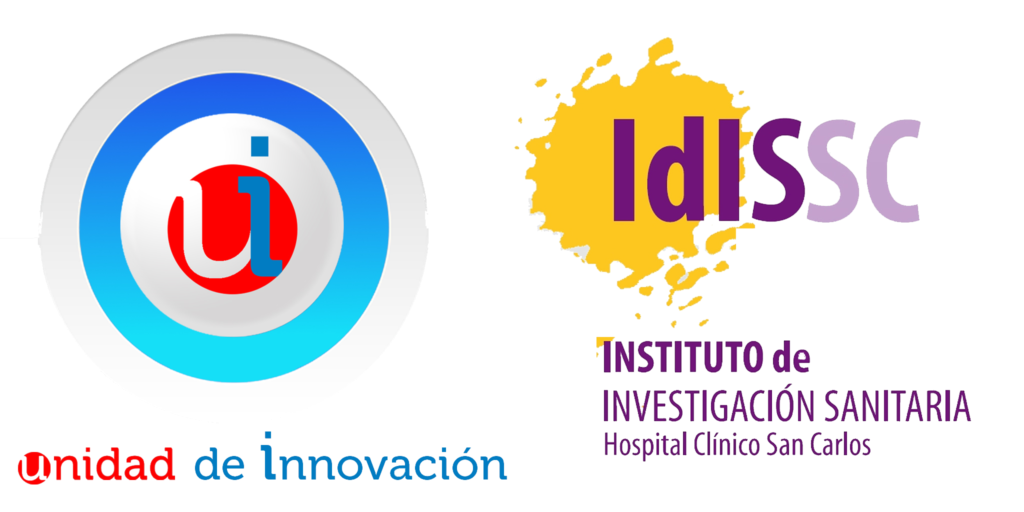 ui
unidad de innovación
IdISSC
INSTITUTO de
INVESTIGACIÓN SANITARIA
Hospital Clínico San Carlos